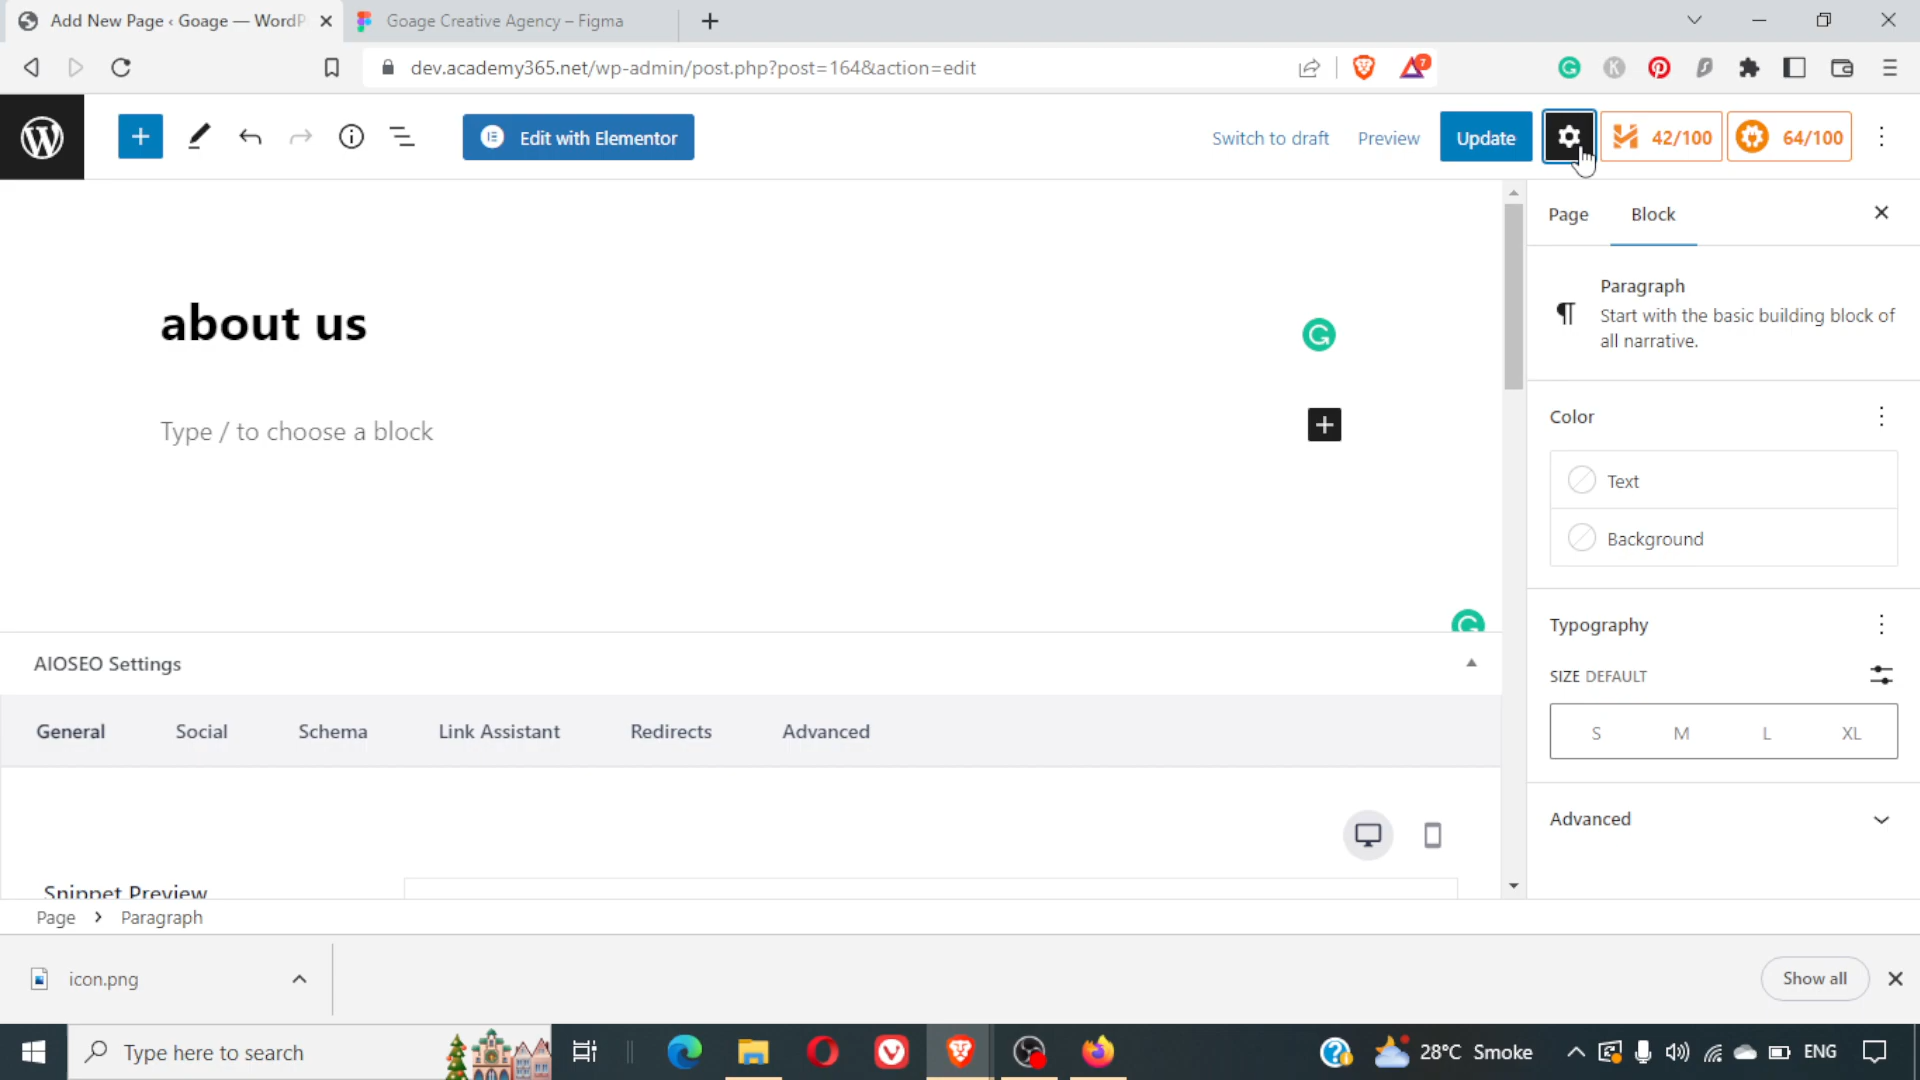 Add New Page ‹ Goage — WordP
Goage Creative Agency – Figma
dev.academy365.net/wp-admin/post.php?post=164&action=edit
7
Edit with Elementor
Switch to draft
Preview
Update
42/100
64/100
Page
Block
about us
Type / to choose a block
Paragraph
Start with the basic building block of
all narrative.
Color
Text
Background
Typography
SIZE DEFAULT
S
M
L
XL
Advanced
AIOSEO Settings
General
Social
Schema
Link Assistant
Redirects
Advanced
Snippet Preview
Page
Paragraph
icon.png
Show all
Type here to search
28°C Smoke
ENG